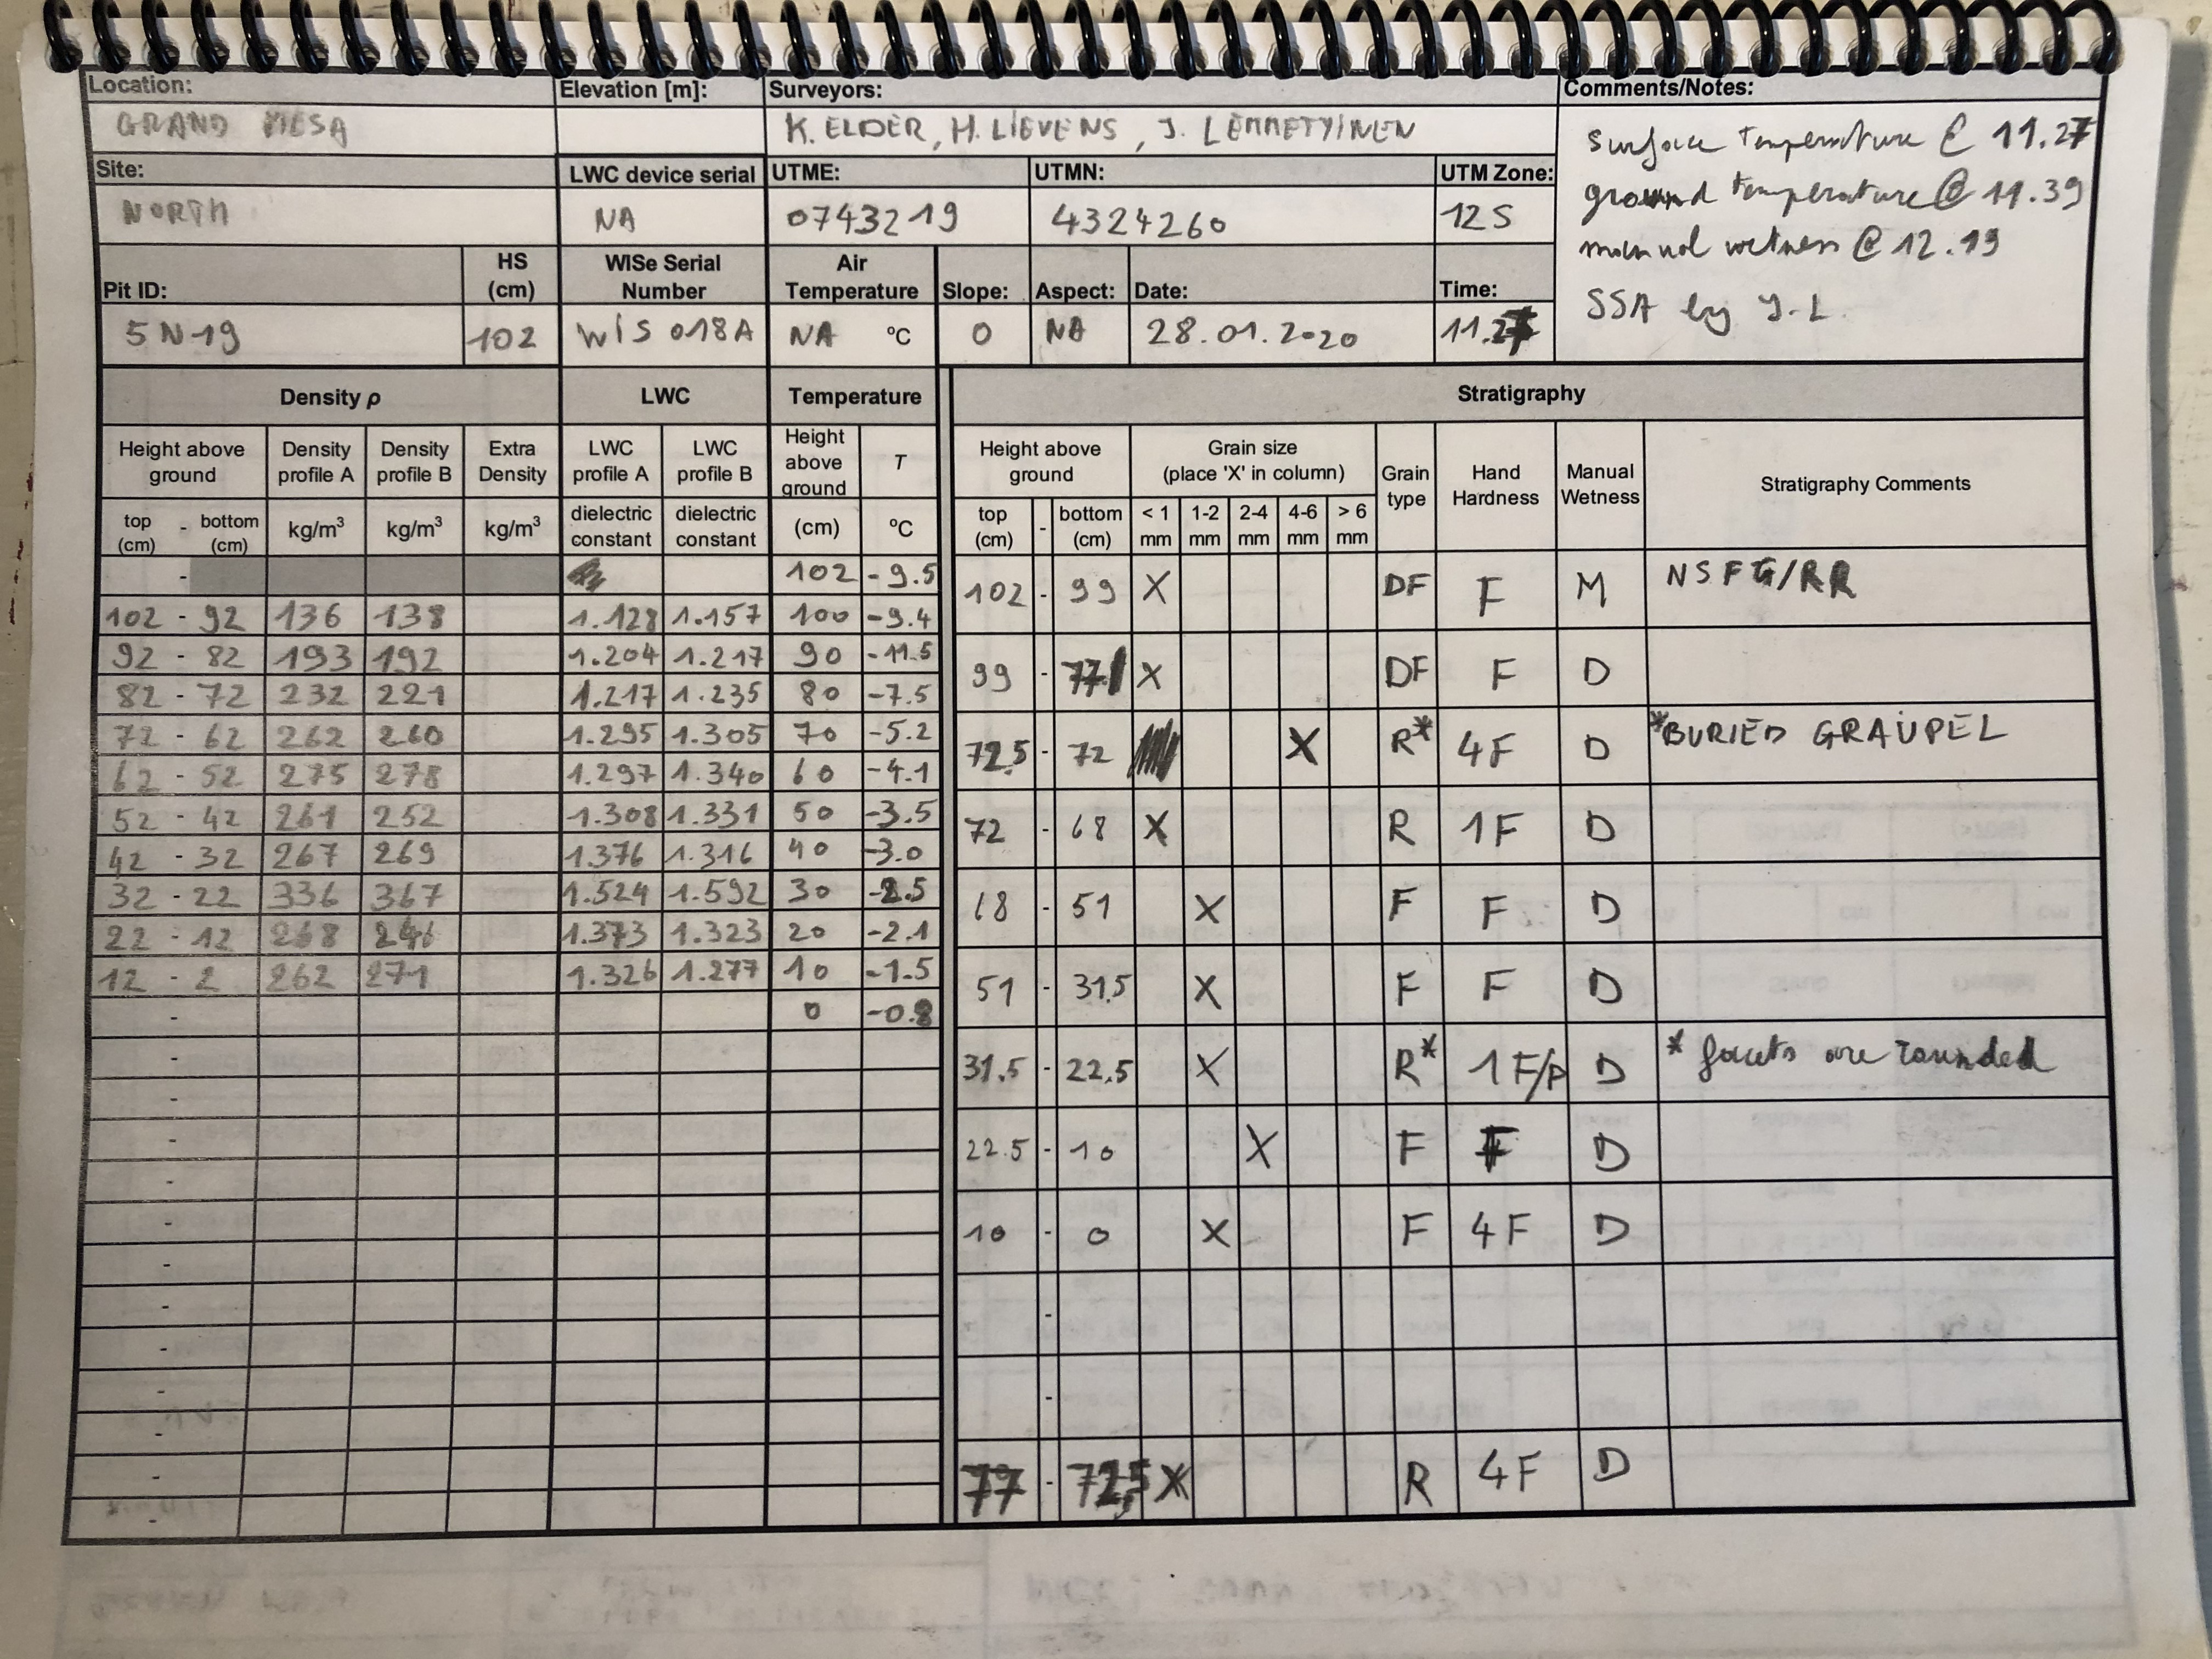 Location: Elevation [m]: Surveyors: Comments/Notes:
GRAND MESA K. ELDER, H. LIEVENS, J. LEMMETYINEN
surface temperature @ 11.27
ground temperature @ 11.39
manual wetness @ 12.19
SSA by J.L.
Site: LWC device serial UTME: UTMN: UTM Zone:
NORTH NA 0743219 4324260 12S
Pit ID: HS (cm) WISe Serial Number Air Temperature Slope: Aspect: Date: Time:
5N19 102 WIS 018A NA ºC 0 NA 28.01.2020 11.27
Density ρ LWC Temperature
Height above ground Density profile A Density profile B Extra Density LWC profile A LWC profile B Height above ground T
top (cm) - bottom (cm) kg/m³ kg/m³ kg/m³ dielectric constant dielectric constant (cm) ºC
- 102 -9.5
102 - 92 136 138 1.128 1.157 100 -9.4
92 - 82 193 192 1.204 1.217 90 -11.5
82 - 72 232 221 1.217 1.235 80 -7.5
72 - 62 262 260 1.295 1.305 70 -5.2
62 - 52 275 278 1.297 1.340 60 -4.1
52 - 42 261 252 1.308 1.331 50 -3.5
42 - 32 267 269 1.376 1.316 40 -3.0
32 - 22 336 367 1.524 1.592 30 -2.5
22 - 12 268 246 1.373 1.323 20 -2.1
12 - 2 262 271 1.326 1.277 10 -1.5
- 0 -0.8
Stratigraphy
Height above ground Grain size (place 'X' in column) Grain type Hand Hardness Manual Wetness Stratigraphy Comments
top (cm) - bottom (cm) < 1 mm 1-2 mm 2-4 mm 4-6 mm > 6 mm
102 - 99 X DF F M NSFG/RR
99 - 77 X DF F D
72.5 - 72 X R* 4F D *BURIED GRAUPEL
72 - 68 X R 1F D
68 - 51 X F F D
51 - 31.5 X F F D
31.5 - 22.5 X R* 1F/P D * facets are rounded
22.5 - 10 X F F D
10 - 0 X F 4F D
-
-
77 - 72.5 X R 4F D